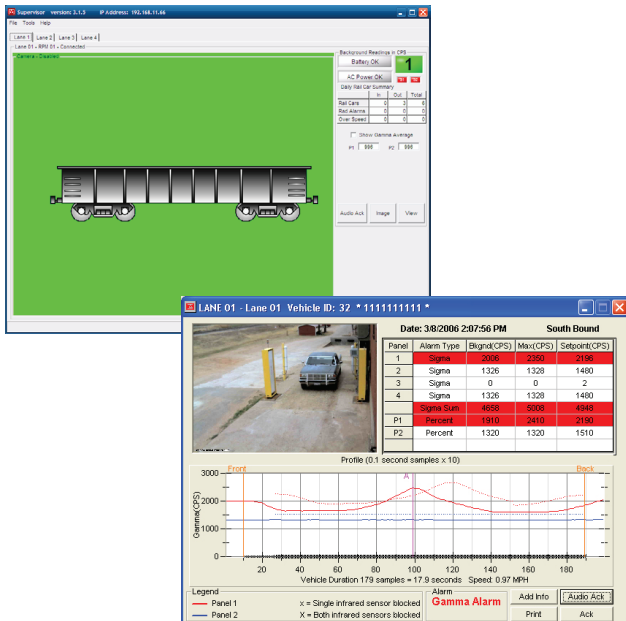 Supervisor version: 3.1.5 IP Address: 192.168.11.66
File Tools Help
Lane 1 Lane 2 Lane 3 Lane 4
Lane 01 - RPM 01 - Connected
Camera - Disabled
Background Readings in CPS
Battery OK
1
AC Power OK
Daily Rail Car Summary
In Out Total
Rail Cars 0 3 6
Rad Alarms 0 0 0
Over Speed 0 0 0
Show Gamma Average
P1 P2
Audio Ack Image View
LANE 01 - Lane 01 Vehicle ID: 32 * 1111111111 *
Date: 3/8/2006 2:07:56 PM South Bound
Panel Alarm Type Bkgnd(CPS) Max(CPS) Setpoint(CPS)
1 Sigma 2006 2350 2196
2 Sigma 1326 1328 1480
3 Sigma 0 0 2
4 Sigma 1326 1328 1480
Sigma Sum 4658 5008 4948
P1 Percent 1910 2410 2190
P2 Percent 1320 1320 1510
Profile (0.1 second samples x 10)
Front Back
A
Gamma(CPS)
3000
2000
1000
0
20 40 60 80 100 120 140 160 180
Vehicle Duration 179 samples = 17.9 seconds Speed: 0.97 MPH
Legend
Panel 1 x = Single infrared sensor blocked
Panel 2 X = Both infrared sensors blocked
Alarm
Gamma Alarm
Add Info Audio Ack
Print Ack